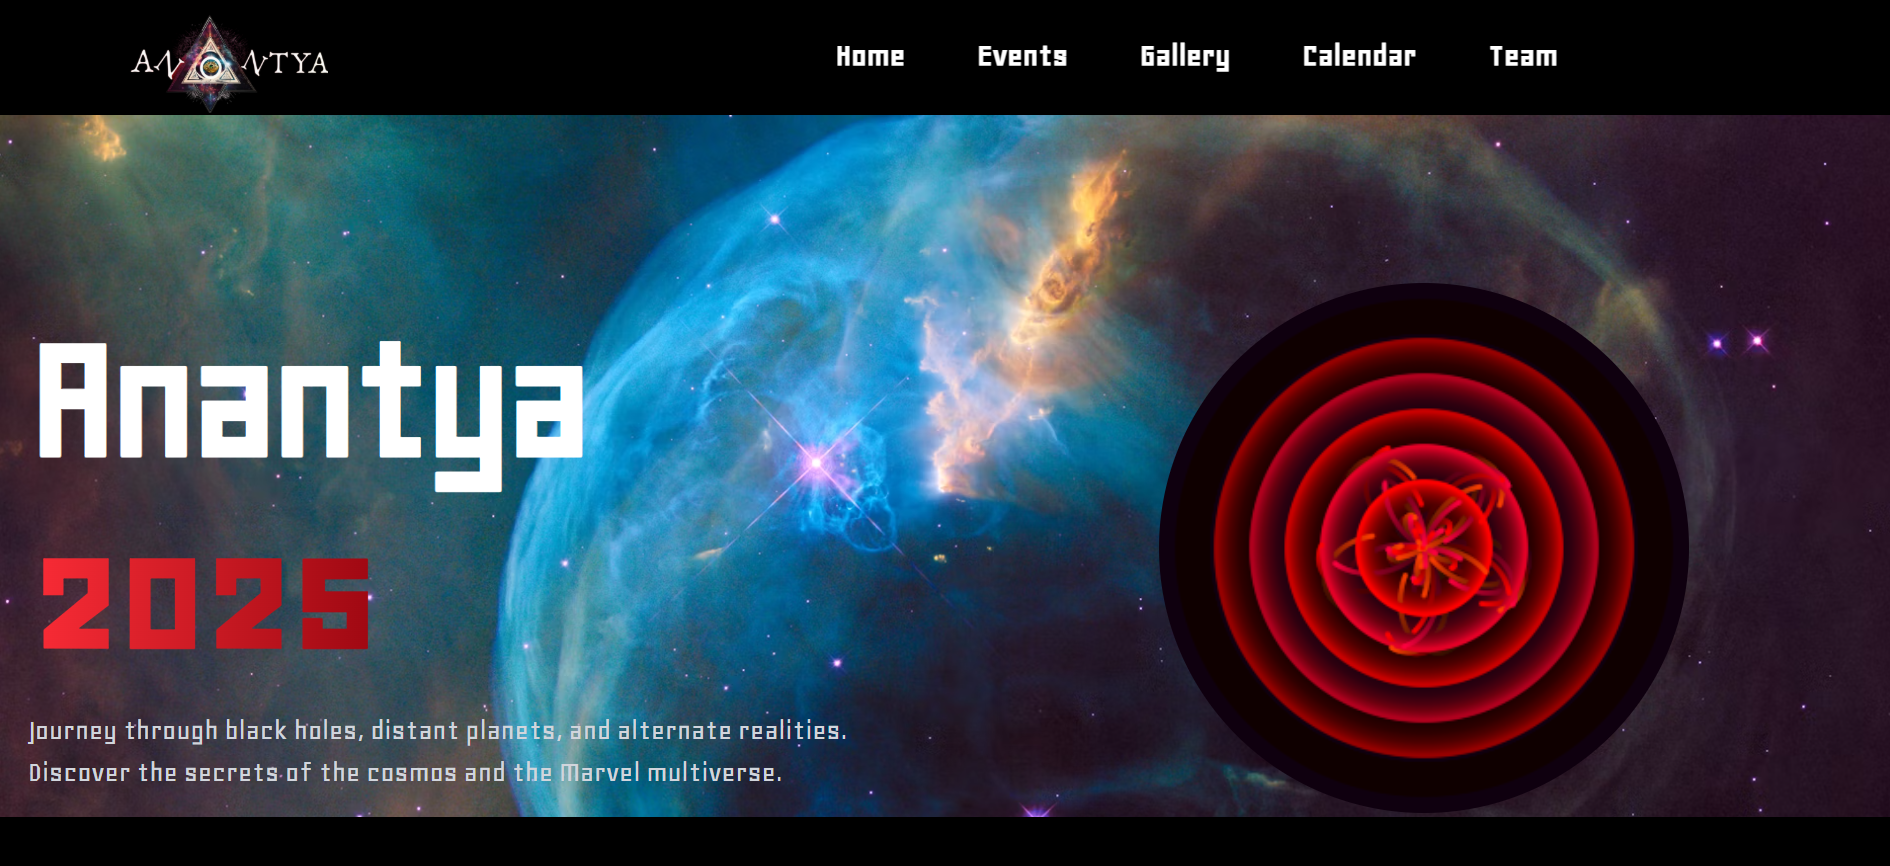 ANANTYA
Home Events Gallery Calendar Team
Anantya
2025
Journey through black holes, distant planets, and alternate realities.
Discover the secrets of the cosmos and the Marvel multiverse.